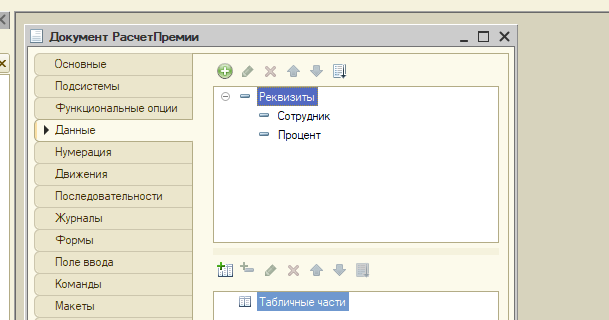 Документ РасчетПремии
Основные
Подсистемы
Функциональные опции
Данные
Нумерация
Движения
Последовательности
Журналы
Формы
Поле ввода
Команды
Макеты
Реквизиты
Сотрудник
Процент
Табличные части